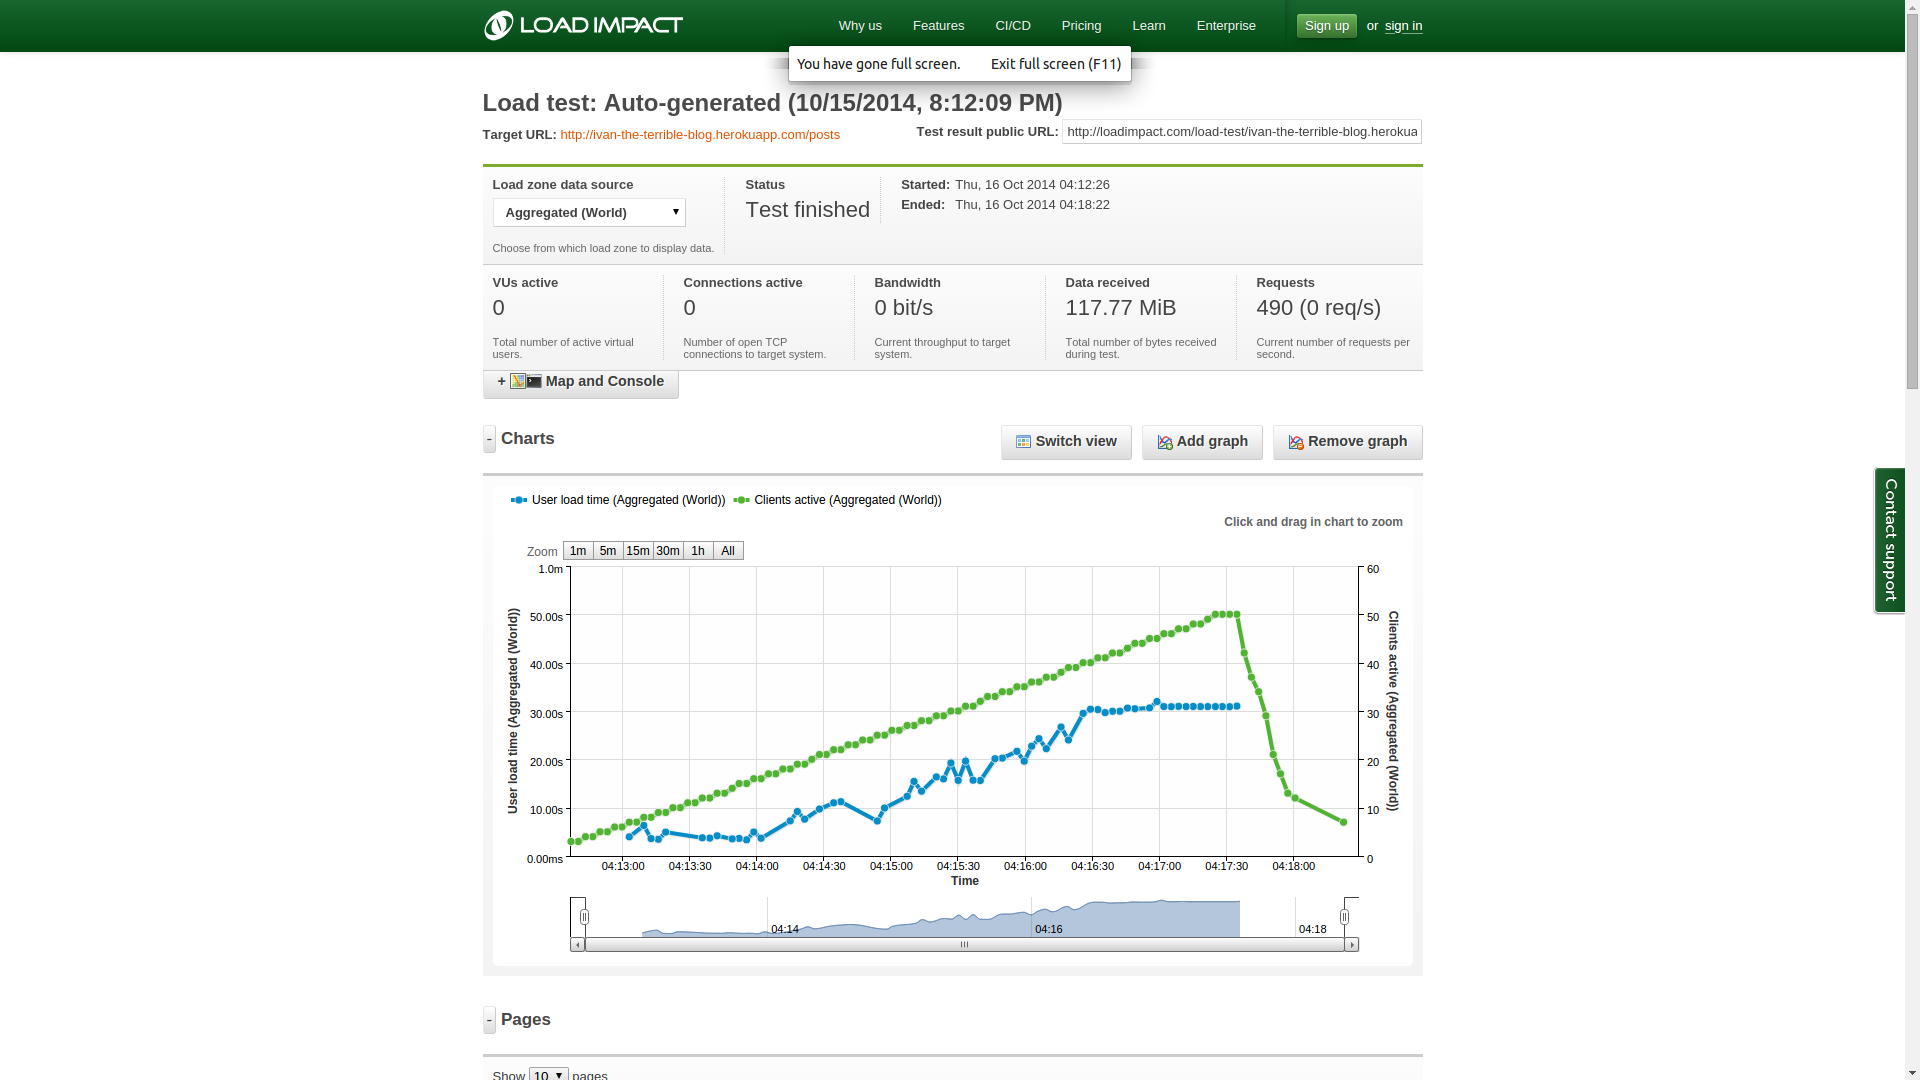 LOAD IMPACT
Why us Features CI/CD Pricing Learn Enterprise Sign up or sign in
You have gone full screen. Exit full screen (F11)
Load test: Auto-generated (10/15/2014, 8:12:09 PM)
Target URL: http://ivan-the-terrible-blog.herokuapp.com/posts
Test result public URL: http://loadimpact.com/load-test/ivan-the-terrible-blog.herokua
Load zone data source
Aggregated (World)
Choose from which load zone to display data.
Status
Test finished
Started: Thu, 16 Oct 2014 04:12:26
Ended: Thu, 16 Oct 2014 04:18:22
VUs active
0
Total number of active virtual
users.
Connections active
0
Number of open TCP
connections to target system.
Bandwidth
0 bit/s
Current throughput to target
system.
Data received
117.77 MiB
Total number of bytes received
during test.
Requests
490 (0 req/s)
Current number of requests per
second.
+ Map and Console
- Charts
Switch view
Add graph
Remove graph
User load time (Aggregated (World)) Clients active (Aggregated (World))
Click and drag in chart to zoom
Zoom 1m 5m 15m 30m 1h All
User load time (Aggregated (World))
1.0m
50.00s
40.00s
30.00s
20.00s
10.00s
0.00ms
60
50
40
30
20
10
0
Clients active (Aggregated (World))
04:13:00 04:13:30 04:14:00 04:14:30 04:15:00 04:15:30 04:16:00 04:16:30 04:17:00 04:17:30 04:18:00
Time
04:14 04:16 04:18
Contact support
- Pages
Show 10 pages